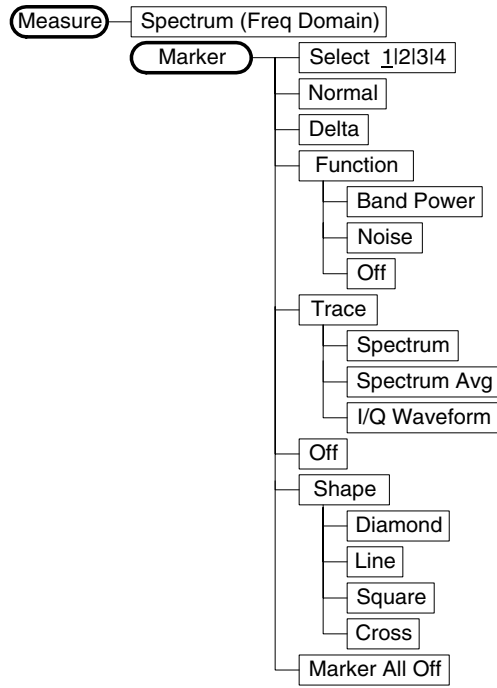 Measure
Spectrum (Freq Domain)
Marker
Select 1|2|3|4
Normal
Delta
Function
Band Power
Noise
Off
Trace
Spectrum
Spectrum Avg
I/Q Waveform
Off
Shape
Diamond
Line
Square
Cross
Marker All Off